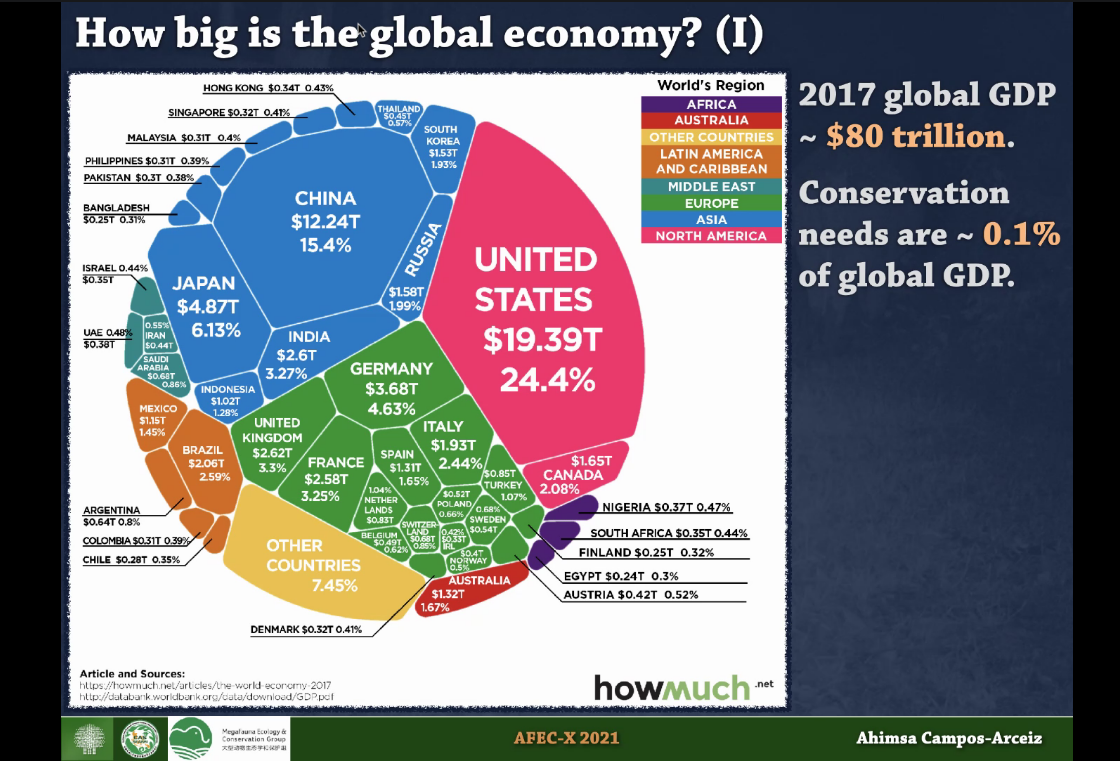 How big is the global economy? (I)
HONG KONG $0.34T 0.43%
SINGAPORE $0.32T 0.41%
MALAYSIA $0.31T 0.4%
PHILIPPINES $0.31T 0.39%
PAKISTAN $0.3T 0.38%
BANGLADESH
$0.25T 0.31%
THAILAND
$0.45T
0.57%
SOUTH
KOREA
$1.53T
1.93%
CHINA
$12.24T
15.4%
RUSSIA
$1.58T
1.99%
JAPAN
$4.87T
6.13%
INDIA
$2.6T
3.27%
INDONESIA
$1.02T
1.28%
ISRAEL 0.44%
$0.35T
UAE 0.48%
$0.38T
0.55%
IRAN
$0.44T
SAUDI
ARABIA
$0.68T
0.86%
UNITED
STATES
$19.39T
24.4%
$1.65T
CANADA
2.08%
GERMANY
$3.68T
4.63%
UNITED
KINGDOM
$2.62T
3.3%
FRANCE
$2.58T
3.25%
ITALY
$1.93T
2.44%
SPAIN
$1.31T
1.65%
$0.85T
TURKEY
1.07%
1.04%
NETHER
LANDS
$0.83T
$0.52T
POLAND
0.66%
0.68%
SWEDEN
$0.54T
BELGIUM
$0.49T
0.62%
SWITZER-
LAND
$0.68T
0.85%
0.42%
$0.33T
IRL
$0.4T
NORWAY
0.5%
MEXICO
$1.15T
1.45%
BRAZIL
$2.06T
2.59%
ARGENTINA
$0.64T 0.8%
COLOMBIA $0.31T 0.39%
CHILE $0.28T 0.35%
OTHER
COUNTRIES
7.45%
AUSTRALIA
$1.32T
1.67%
DENMARK $0.32T 0.41%
NIGERIA $0.37T 0.47%
SOUTH AFRICA $0.35T 0.44%
FINLAND $0.25T 0.32%
EGYPT $0.24T 0.3%
AUSTRIA $0.42T 0.52%
World's Region
AFRICA
AUSTRALIA
OTHER COUNTRIES
LATIN AMERICA
AND CARIBBEAN
MIDDLE EAST
EUROPE
ASIA
NORTH AMERICA
Article and Sources:
https://howmuch.net/articles/the-world-economy-2017
http://databank.worldbank.org/data/download/GDP.pdf
howmuch.net
2017 global GDP
~ $80 trillion.
Conservation
needs are ~ 0.1%
of global GDP.
Megafauna Ecology &
Conservation Group
AFEC-X 2021
Ahimsa Campos-Arceiz